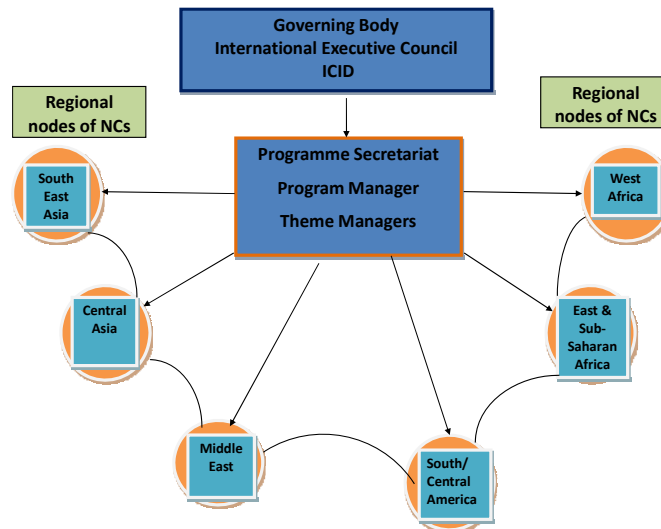 Governing Body
International Executive Council
ICID
Regional
nodes of NCs
Regional
nodes of NCs
Programme Secretariat
Program Manager
Theme Managers
South
East
Asia
West
Africa
Central
Asia
East &
Sub-
Saharan
Africa
Middle
East
South/
Central
America